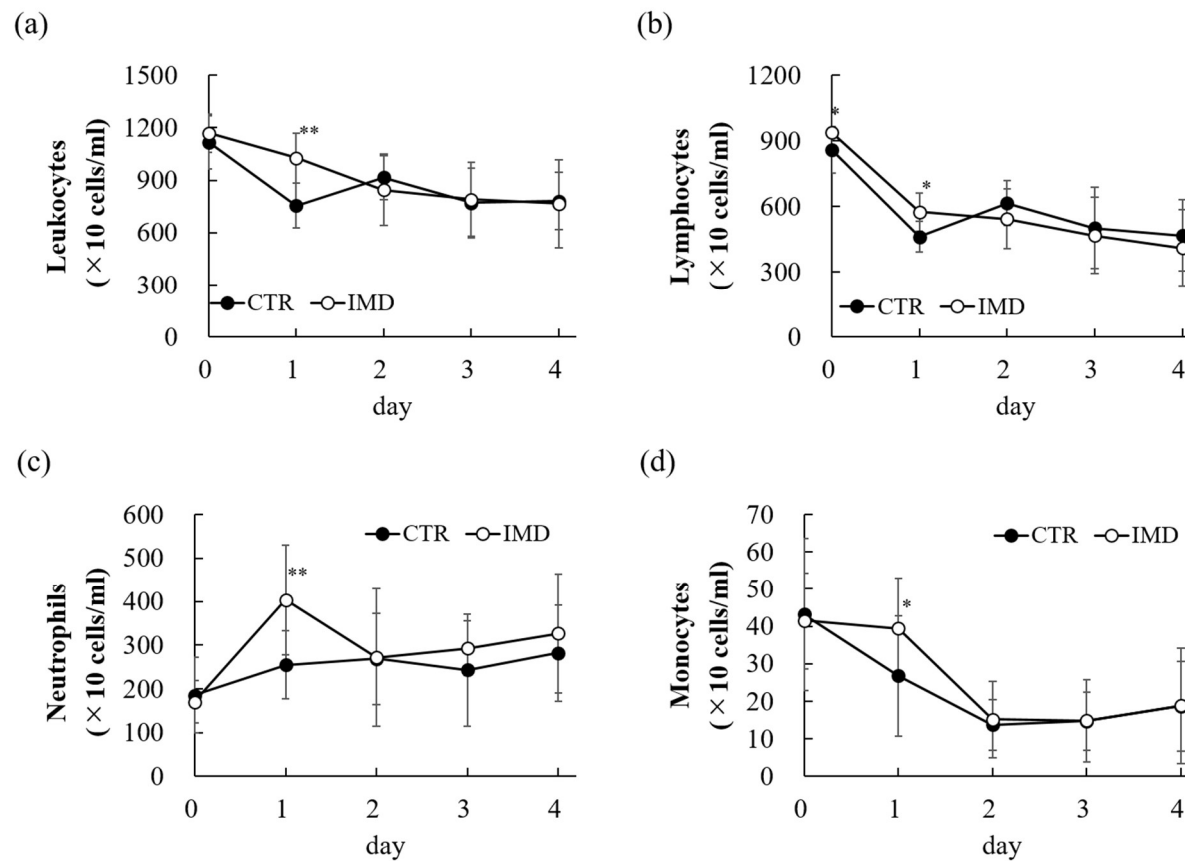 (a)
Leukocytes
(×10 cells/ml)
1500
1200
900
600
300
0
**
CTR IMD
0 1 2 3 4
day
(b)
Lymphocytes
(×10 cells/ml)
1200
900
600
300
0
*
*
CTR IMD
0 1 2 3 4
day
(c)
Neutrophils
(×10 cells/ml)
600
500
400
300
200
100
0
CTR IMD
**
0 1 2 3 4
day
(d)
Monocytes
(×10 cells/ml)
70
60
50
40
30
20
10
0
CTR IMD
*
0 1 2 3 4
day